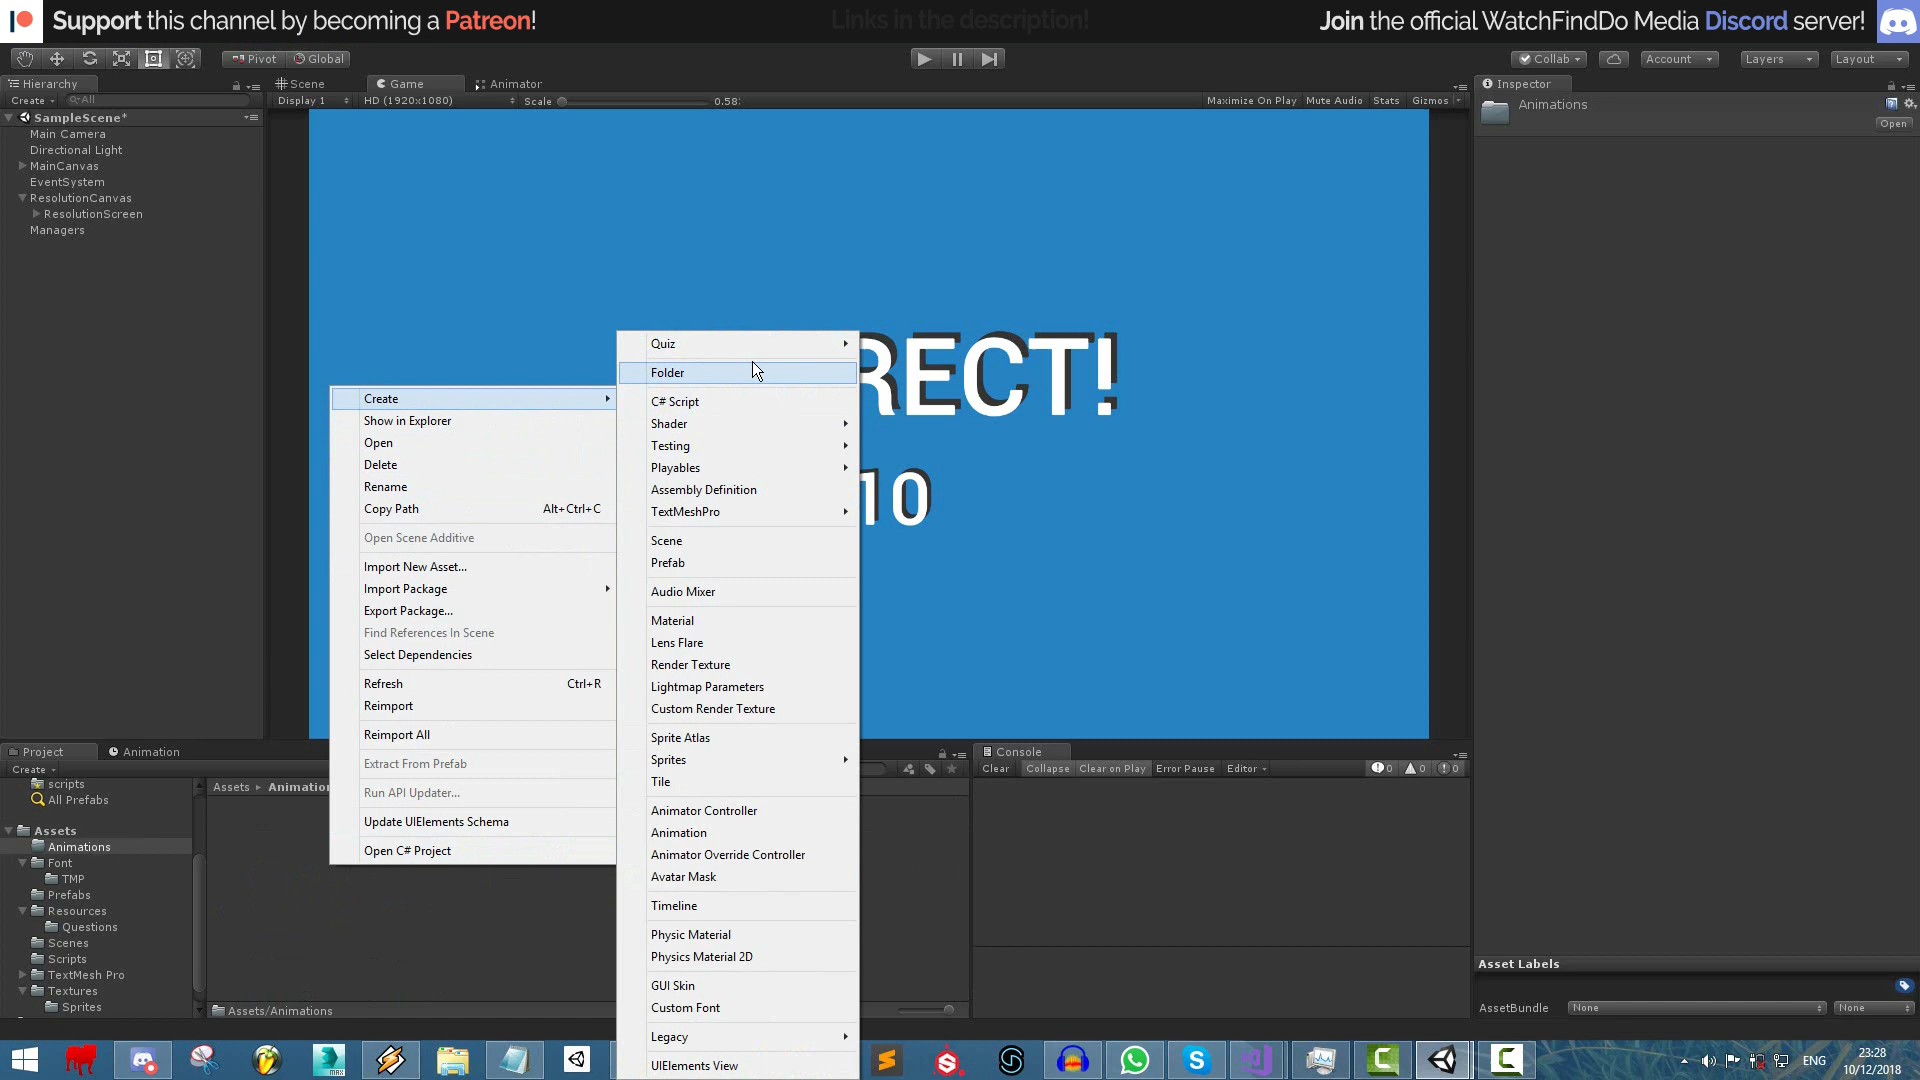 Support this channel by becoming a Patreon!
Links in the description!
Join the official WatchFindDo Media Discord server!
Pivot
Global
Collab
Account
Layers
Layout
Hierarchy
Create
All
SampleScene*
Main Camera
Directional Light
MainCanvas
EventSystem
ResolutionCanvas
ResolutionScreen
Managers
Scene
Game
Animator
Display 1
HD (1920x1080)
Scale
0.58:
Maximize On Play
Mute Audio
Stats
Gizmos
RECT!
10
Inspector
Animations
Open
Create
Show in Explorer
Open
Delete
Rename
Copy Path Alt+Ctrl+C
Open Scene Additive
Import New Asset...
Import Package
Export Package...
Find References In Scene
Select Dependencies
Refresh Ctrl+R
Reimport
Reimport All
Extract From Prefab
Run API Updater...
Update UIElements Schema
Open C# Project
Quiz
Folder
C# Script
Shader
Testing
Playables
Assembly Definition
TextMeshPro
Scene
Prefab
Audio Mixer
Material
Lens Flare
Render Texture
Lightmap Parameters
Custom Render Texture
Sprite Atlas
Sprites
Tile
Animator Controller
Animation
Animator Override Controller
Avatar Mask
Timeline
Physic Material
Physics Material 2D
GUI Skin
Custom Font
Legacy
UIElements View
Project
Animation
Create
scripts
All Prefabs
Assets
Animations
Font
TMP
Prefabs
Resources
Questions
Scenes
Scripts
TextMesh Pro
Textures
Sprites
Assets
Animation
Assets/Animations
Console
Clear
Collapse
Clear on Play
Error Pause
Editor
0
0
0
Asset Labels
AssetBundle
None
None
MAX
ENG
23:28
10/12/2018